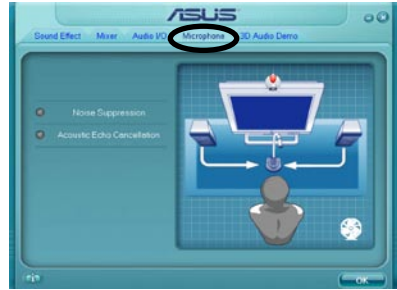 ASUS
Sound Effect Mixer Audio I/O Microphone 3D Audio Demo
Noise Suppression
Acoustic Echo Cancellation
OK